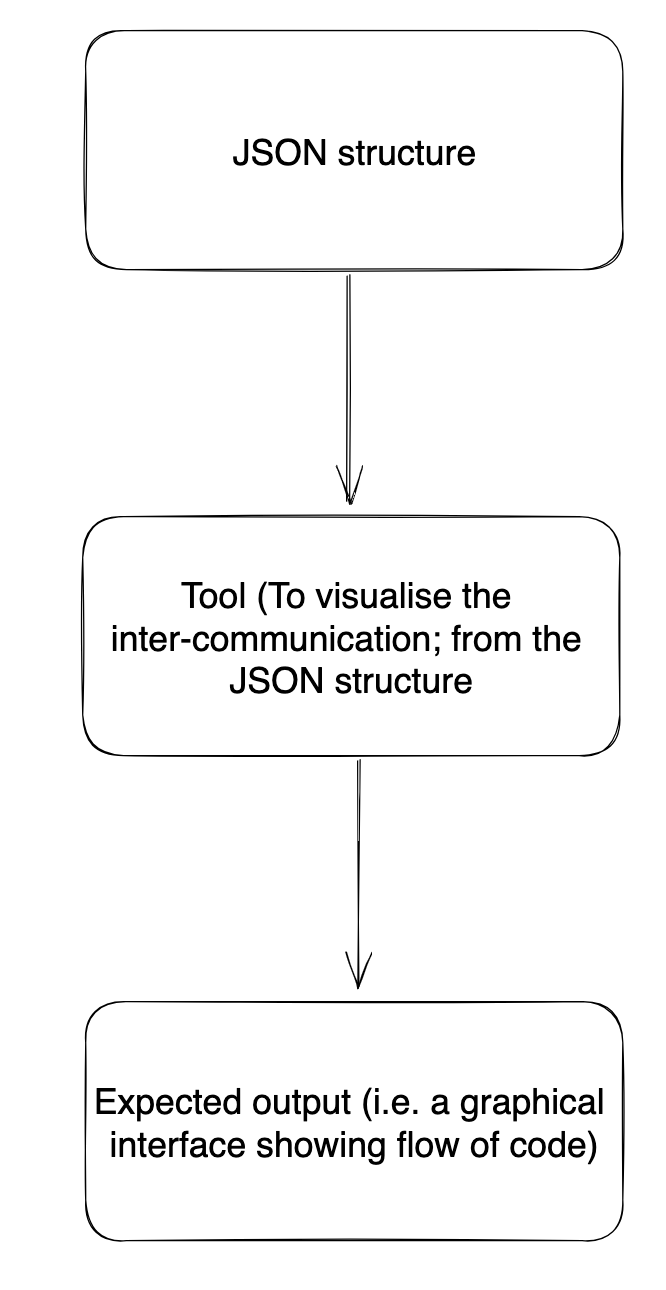 JSON structure
Tool (To visualise the
inter-communication; from the
JSON structure
Expected output (i.e. a graphical
interface showing flow of code)